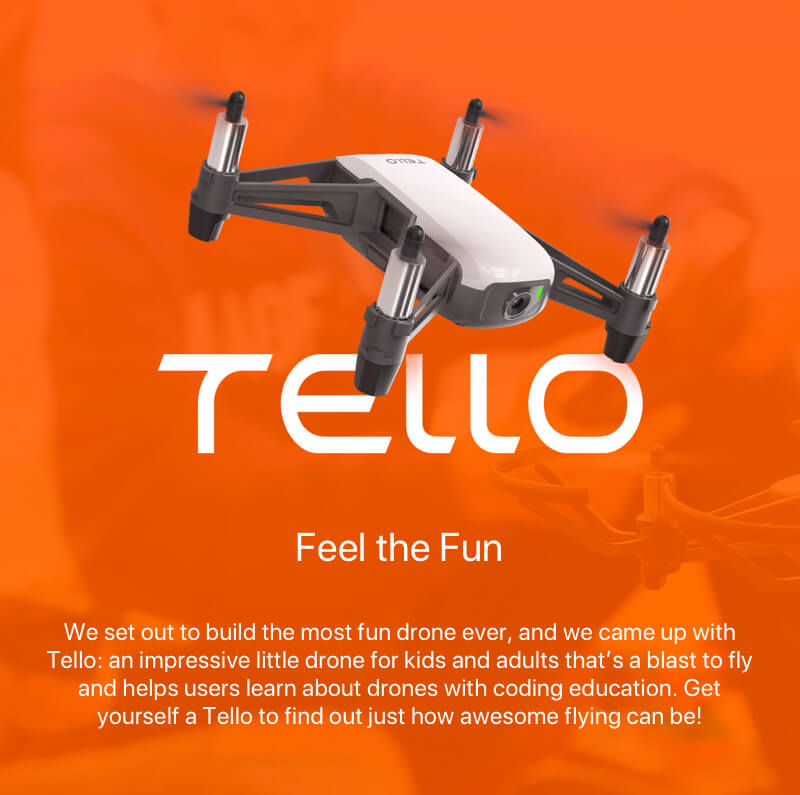 TELLO
TELLO
Feel the Fun
We set out to build the most fun drone ever, and we came up with
Tello: an impressive little drone for kids and adults that’s a blast to fly
and helps users learn about drones with coding education. Get
yourself a Tello to find out just how awesome flying can be!